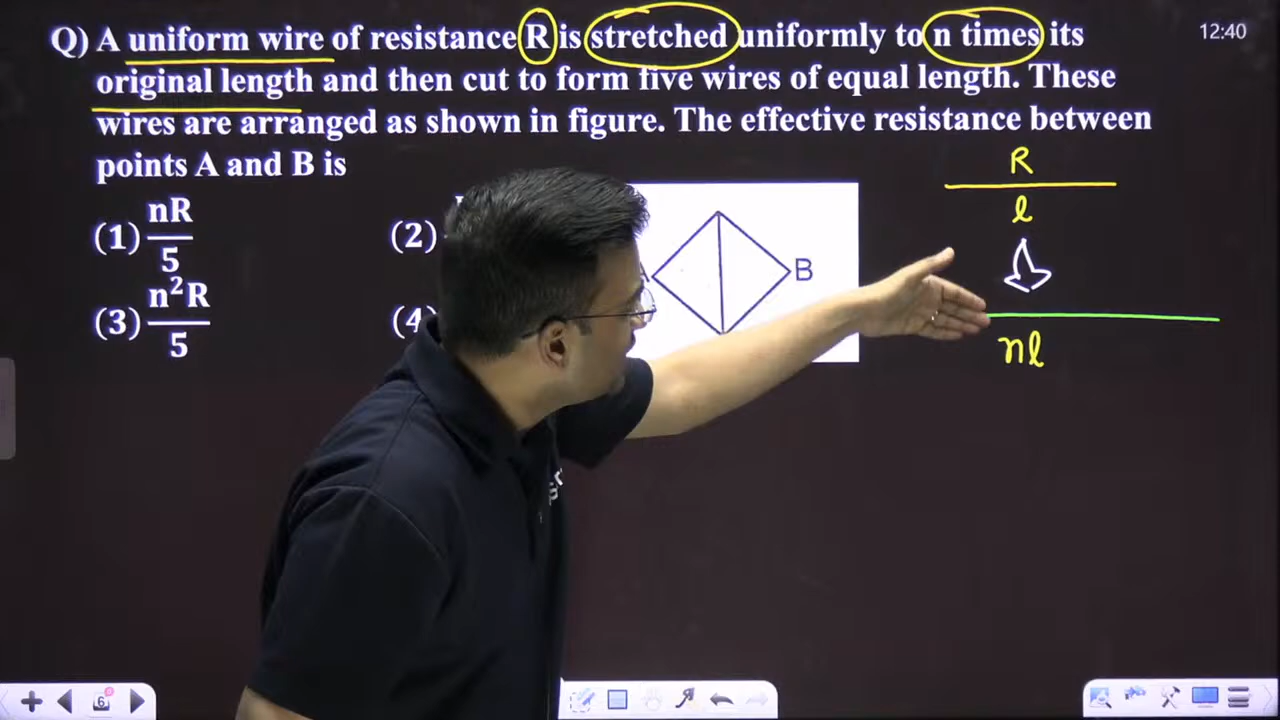 Q) A uniform wire of resistance R is stretched uniformly to n times its
original length and then cut to form five wires of equal length. These
wires are arranged as shown in figure. The effective resistance between
points A and B is
(1) nR/5
(2)
(3) n²R/5
(4)
B
R
l
nl
12:40
6